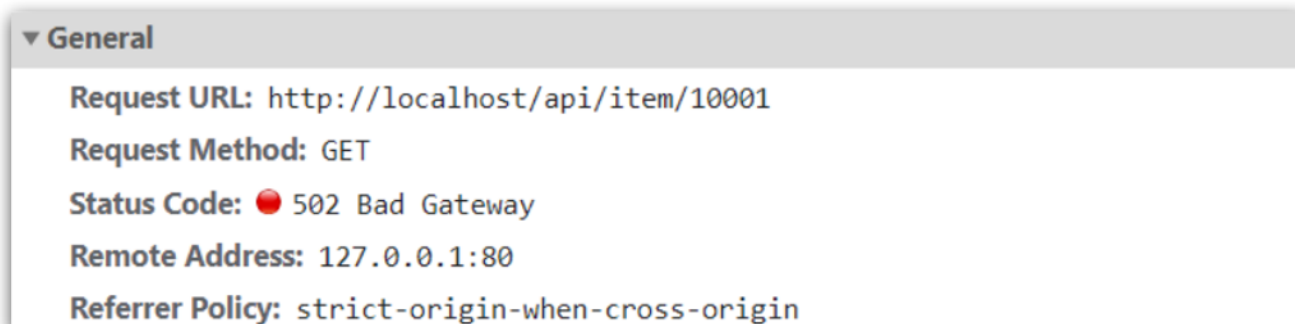 General
Request URL: http://localhost/api/item/10001
Request Method: GET
Status Code: 502 Bad Gateway
Remote Address: 127.0.0.1:80
Referrer Policy: strict-origin-when-cross-origin